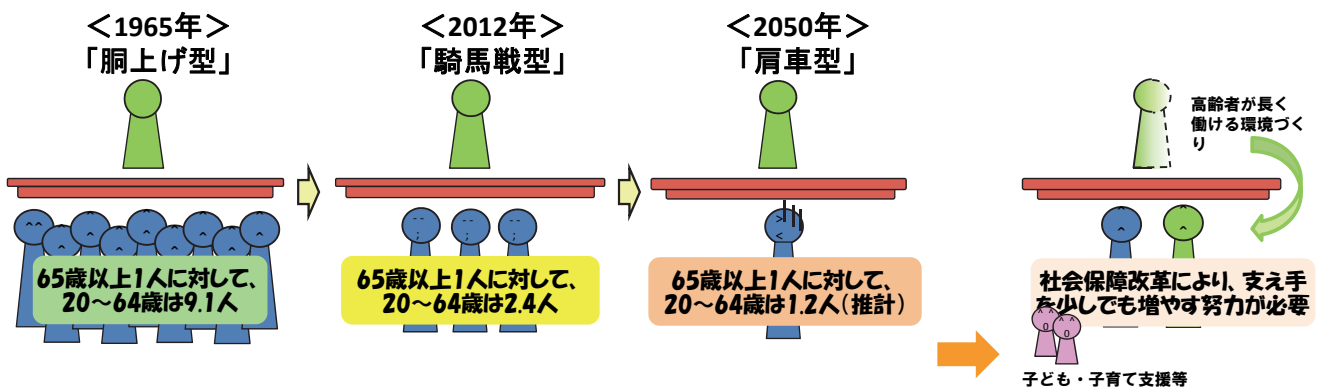 ＜1965年＞
「胴上げ型」
65歳以上1人に対して、
20～64歳は9.1人
＜2012年＞
「騎馬戦型」
65歳以上1人に対して、
20～64歳は2.4人
＜2050年＞
「肩車型」
65歳以上1人に対して、
20～64歳は1.2人（推計）
高齢者が長く
働ける環境づく
り
社会保障改革により、支え手
を少しでも増やす努力が必要
子ども・子育て支援等